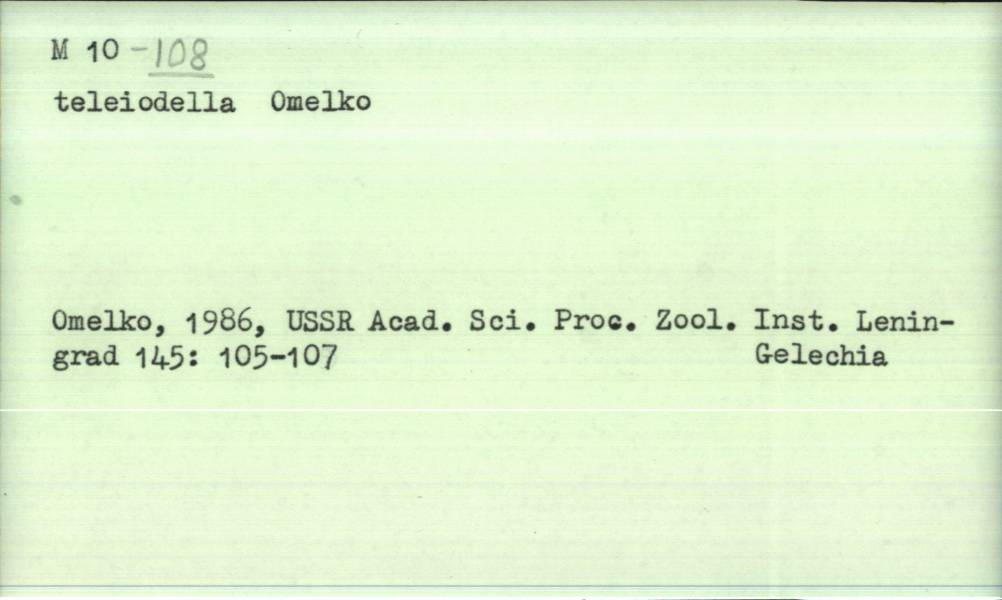 M 10 -108
teleiodella Omelko
Omelko, 1986, USSR Acad. Sci. Proc. Zool. Inst. Lenin-
grad 145: 105-107 Gelechia